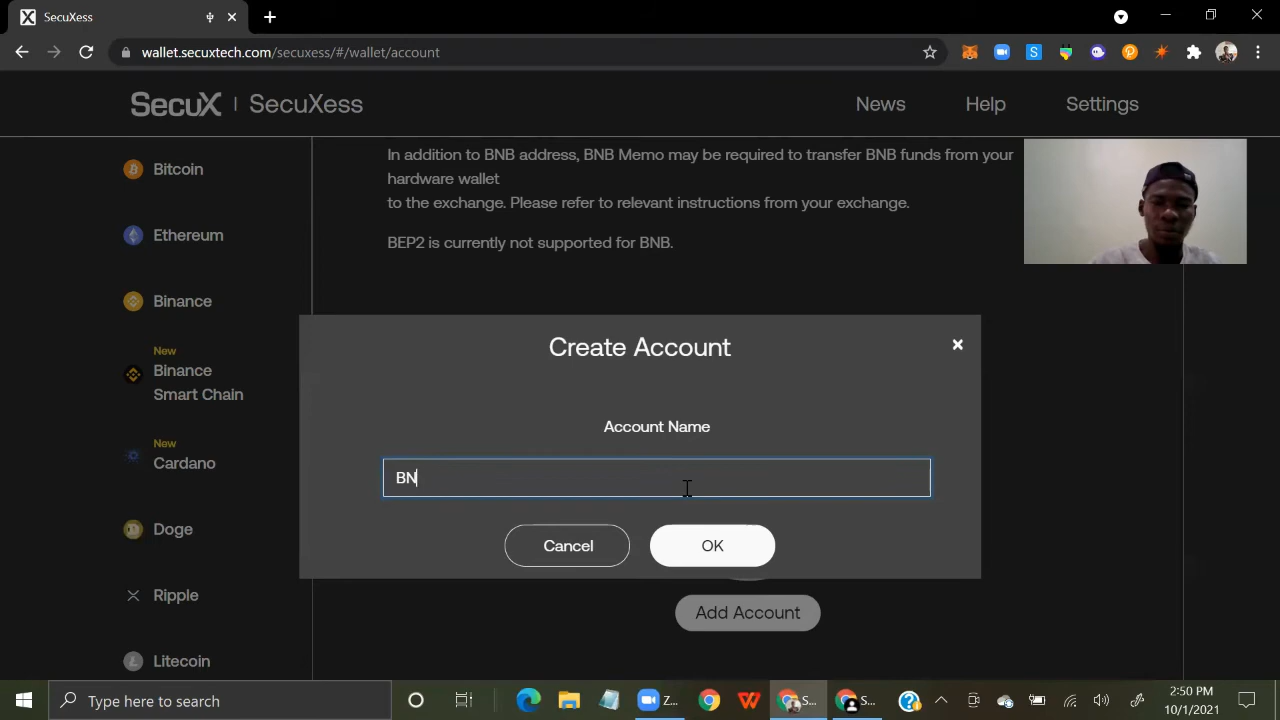 SecuXess
wallet.secuxtech.com/secuxess/#/wallet/account
SecuX | SecuXess
News
Help
Settings
Bitcoin
Ethereum
Binance
New
Binance
Smart Chain
New
Cardano
Doge
Ripple
Litecoin
In addition to BNB address, BNB Memo may be required to transfer BNB funds from your
hardware wallet
to the exchange. Please refer to relevant instructions from your exchange.
BEP2 is currently not supported for BNB.
Create Account
Account Name
BN
Cancel
OK
Add Account
Type here to search
Z...
S...
S...
2:50 PM
10/1/2021